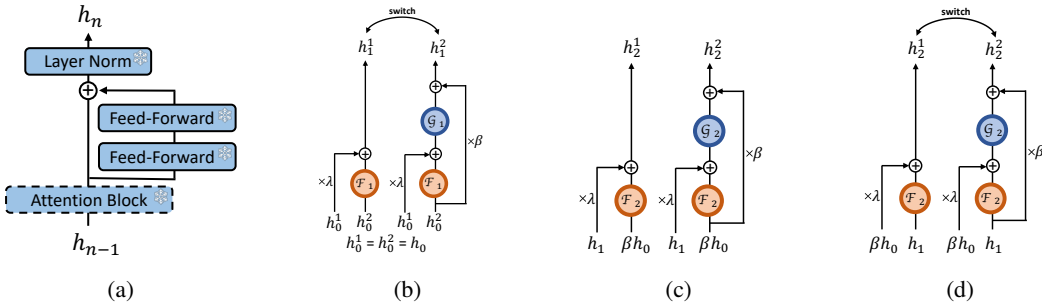 h_n
Layer Norm
+
Feed-Forward
Feed-Forward
Attention Block
h_{n-1}
(a)
switch
h_1^1 h_1^2
+
𝒢_1
×β
+ +
×λ ×λ
ℱ_1 ℱ_1
h_0^1 h_0^2 h_0^1 h_0^2
h_0^1 = h_0^2 = h_0
(b)
h_2^1 h_2^2
+
𝒢_2
×β
+ +
×λ ×λ
ℱ_2 ℱ_2
h_1 βh_0 h_1 βh_0
(c)
switch
h_2^1 h_2^2
+
𝒢_2
×β
+ +
×λ ×λ
ℱ_2 ℱ_2
βh_0 h_1 βh_0 h_1
(d)